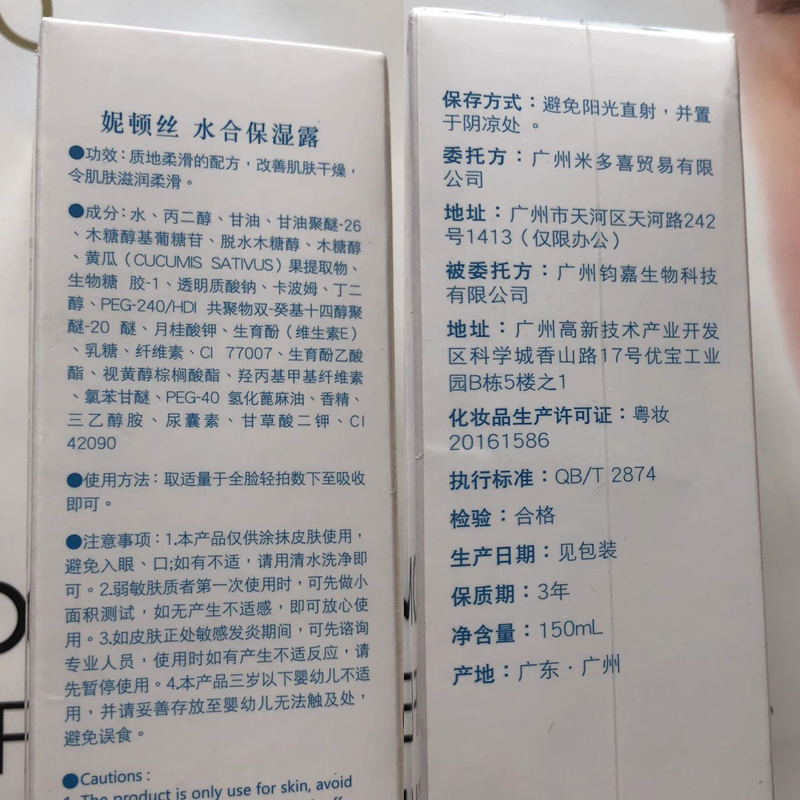 妮顿丝 水合保湿露
●功效：质地柔滑的配方，改善肌肤干燥，
令肌肤滋润柔滑。
●成分：水、丙二醇、甘油、甘油聚醚-26
、木糖醇基葡糖苷、脱水木糖醇、木糖醇
、黄瓜（CUCUMIS SATIVUS）果提取物、
生物糖 胶-1、透明质酸钠、卡波姆、丁二
醇、PEG-240/HDI 共聚物双-癸基十四醇聚
醚-20 醚、月桂酸钾、生育酚（维生素E）
、乳糖、纤维素、CI 77007、生育酚乙酸
酯、视黄醇棕榈酸酯、羟丙基甲基纤维素
、氯苯甘醚、PEG-40 氢化蓖麻油、香精、
三乙醇胺、尿囊素、甘草酸二钾、CI
42090
●使用方法：取适量于全脸轻拍数下至吸收
即可。
●注意事项：1.本产品仅供涂抹皮肤使用，
避免入眼、口;如有不适，请用清水洗净即
可。2.弱敏肤质者第一次使用时，可先做小
面积测试，如无产生不适感，即可放心使
用。3.如皮肤正处敏感发炎期间，可先谘询
专业人员，使用时如有产生不适反应，请
先暂停使用。4.本产品三岁以下婴幼儿不适
用，并请妥善存放至婴幼儿无法触及处，
避免误食。
●Cautions :
1. The product is only use for skin, avoid
保存方式：避免阳光直射，并置
于阴凉处 。
委托方：广州米多喜贸易有限
公司
地址：广州市天河区天河路242
号1413（仅限办公）
被委托方：广州钧嘉生物科技
有限公司
地址：广州高新技术产业开发
区科学城香山路17号优宝工业
园B栋5楼之1
化妆品生产许可证：粤妆
20161586
执行标准：QB/T 2874
检验：合格
生产日期：见包装
保质期：3年
净含量：150mL
产地：广东·广州